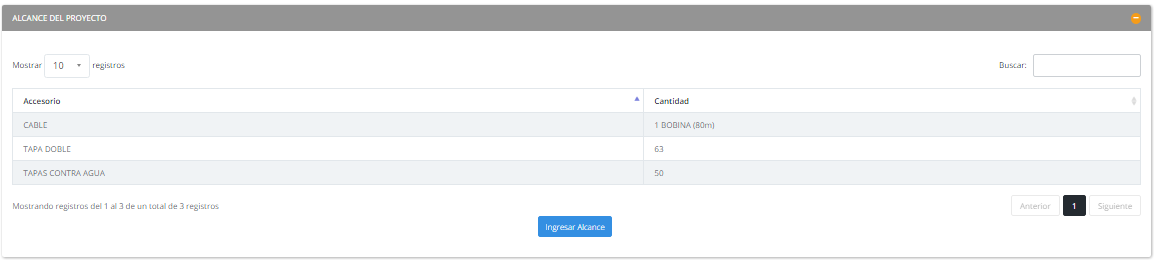 ALCANCE DEL PROYECTO
Mostrar 10 registros Buscar:
Accesorio Cantidad
CABLE 1 BOBINA (80m)
TAPA DOBLE 63
TAPAS CONTRA AGUA 50
Mostrando registros del 1 al 3 de un total de 3 registros Anterior 1 Siguiente
Ingresar Alcance